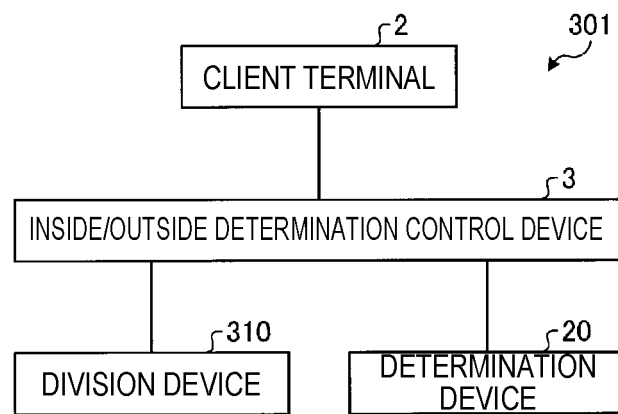 2
301
CLIENT TERMINAL
3
INSIDE/OUTSIDE DETERMINATION CONTROL DEVICE
310
20
DIVISION DEVICE
DETERMINATION
DEVICE